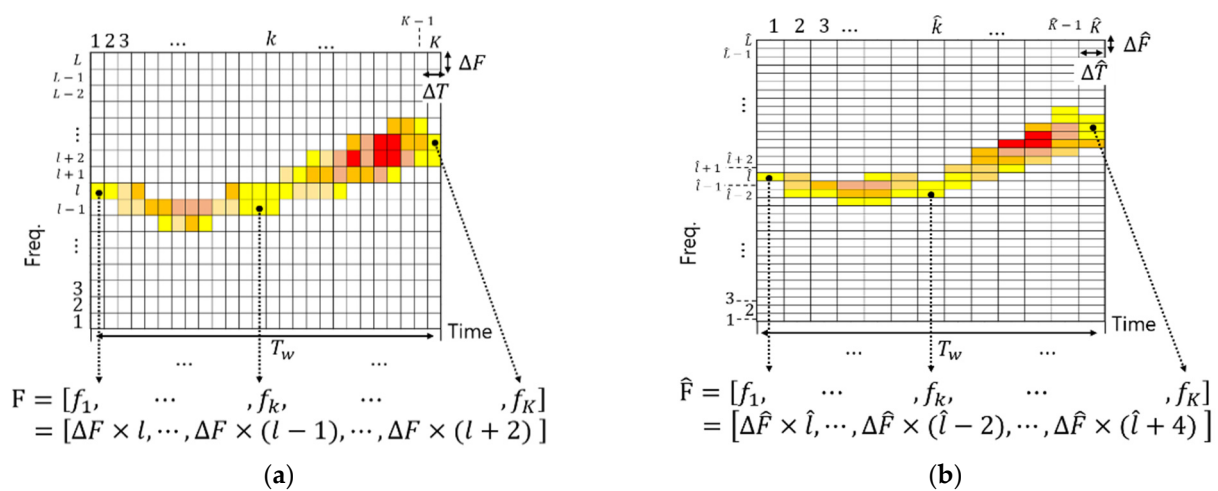 1 2 3 ... k ... K − 1 K
L
L − 1
L − 2
⋮
l + 2
l + 1
l
l − 1
⋮
3
2
1
Freq.
ΔF
ΔT
Time
T_w
... ...
F = [f_1, ⋯ , f_k, ⋯ , f_K]
= [ΔF × l, ⋯ , ΔF × (l − 1), ⋯ , ΔF × (l + 2) ]
(a)
1 2 3 ... k̂ ... K̂ − 1 K̂
L̂
L̂ − 1
⋮
l̂ + 2
l̂ + 1
l̂
l̂ − 1
l̂ − 2
⋮
3
2
1
Freq.
ΔF̂
ΔT̂
Time
T_w
... ...
F̂ = [f_1, ⋯ , f_k, ⋯ , f_K]
= [ΔF̂ × l̂, ⋯ , ΔF̂ × (l̂ − 2), ⋯ , ΔF̂ × (l̂ + 4) ]
(b)